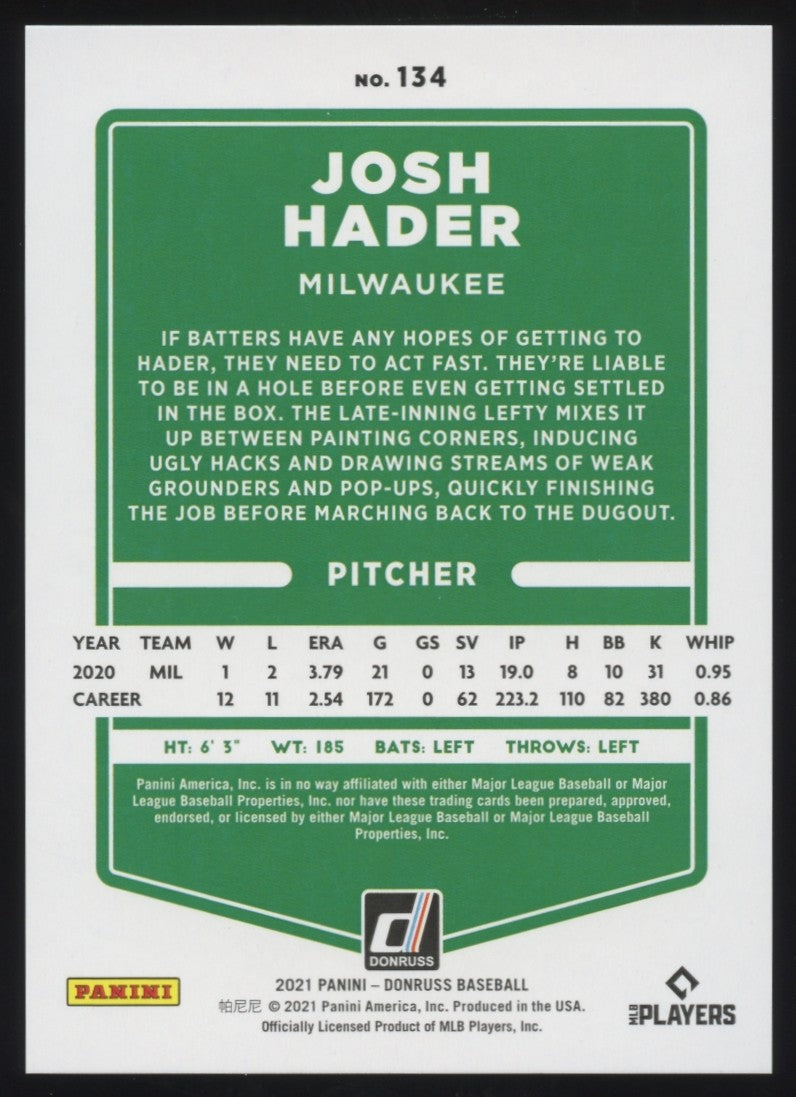 NO. 134
JOSH
HADER
MILWAUKEE
IF BATTERS HAVE ANY HOPES OF GETTING TO
HADER, THEY NEED TO ACT FAST. THEY'RE LIABLE
TO BE IN A HOLE BEFORE EVEN GETTING SETTLED
IN THE BOX. THE LATE-INNING LEFTY MIXES IT
UP BETWEEN PAINTING CORNERS, INDUCING
UGLY HACKS AND DRAWING STREAMS OF WEAK
GROUNDERS AND POP-UPS, QUICKLY FINISHING
THE JOB BEFORE MARCHING BACK TO THE DUGOUT.
PITCHER
YEAR TEAM W L ERA G GS SV IP H BB K WHIP
2020 MIL 1 2 3.79 21 0 13 19.0 8 10 31 0.95
CAREER 12 11 2.54 172 0 62 223.2 110 82 380 0.86
HT: 6' 3" WT: 185 BATS: LEFT THROWS: LEFT
Panini America, Inc. is in no way affiliated with either Major League Baseball or Major
League Baseball Properties, Inc. nor have these trading cards been prepared, approved,
endorsed, or licensed by either Major League Baseball or Major League Baseball
Properties, Inc.
d
DONRUSS
PANINI
2021 PANINI – DONRUSS BASEBALL
帕尼尼 © 2021 Panini America, Inc. Produced in the USA.
Officially Licensed Product of MLB Players, Inc.
MLB PLAYERS